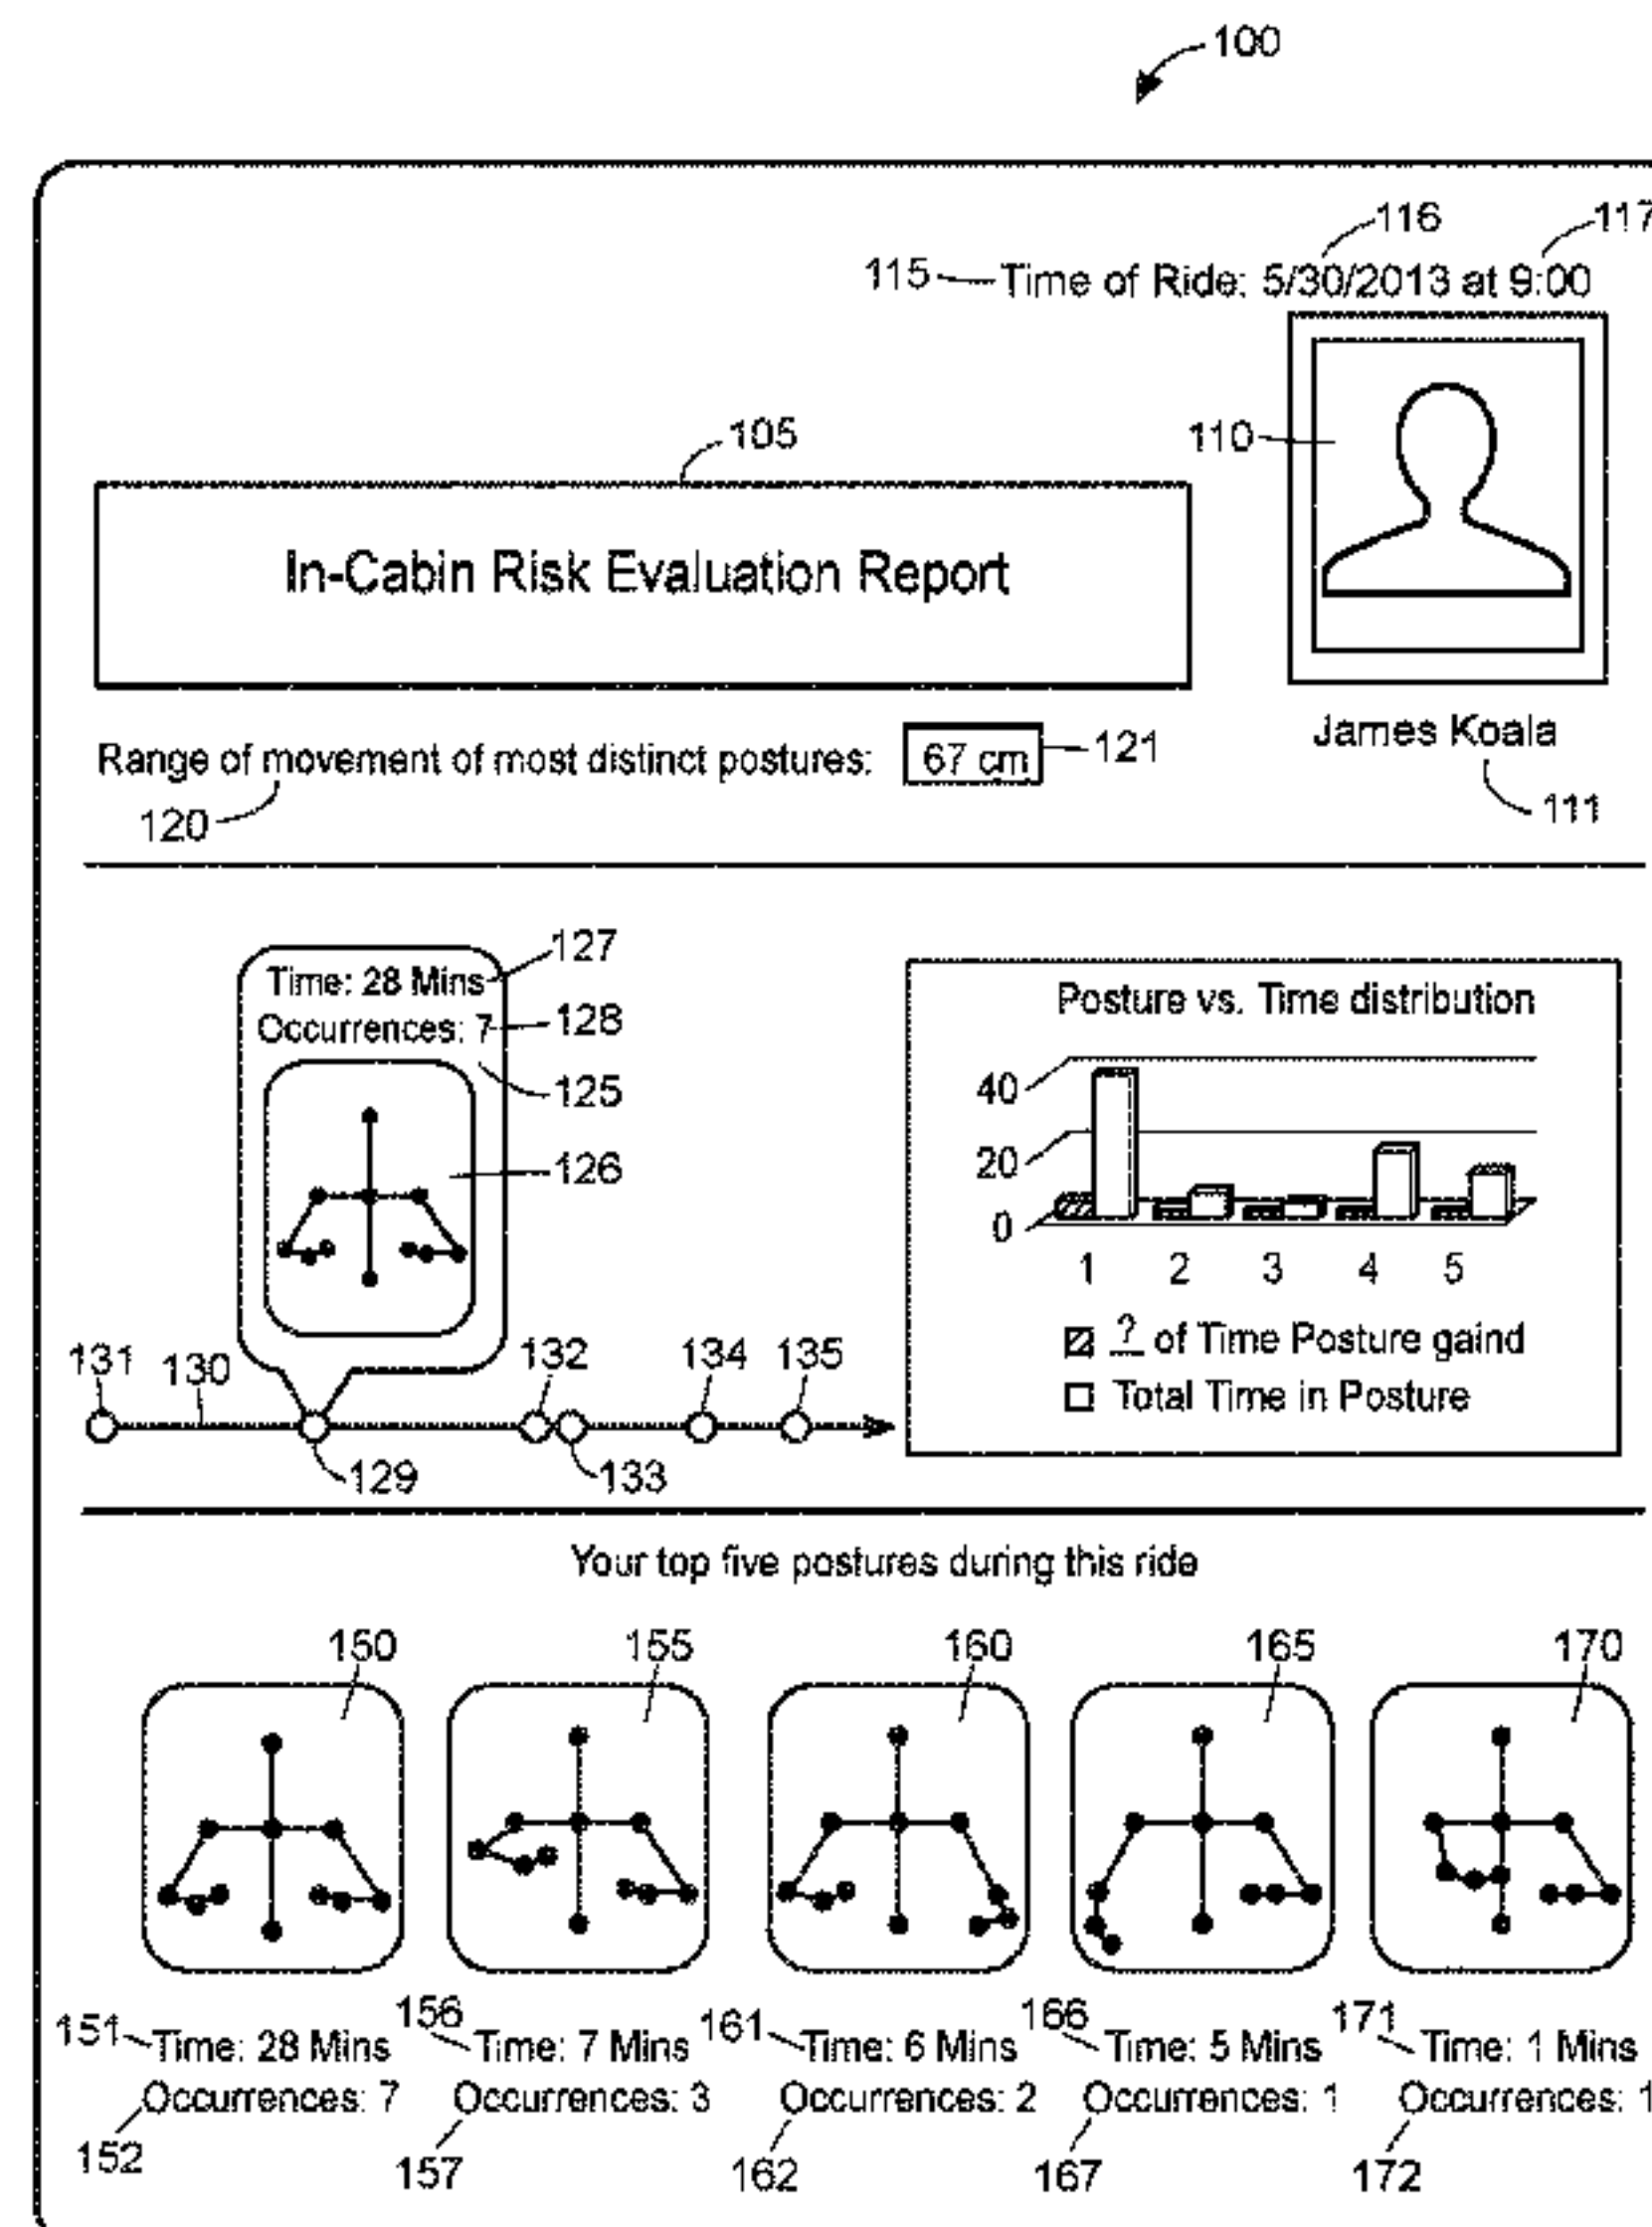 100
116
117
115 Time of Ride: 5/30/2013 at 9:00
105
110
In-Cabin Risk Evaluation Report
James Koala
Range of movement of most distinct postures: 67 cm 121
120
111
127
Time: 28 Mins
Occurrences: 7 128
125
126
Posture vs. Time distribution
40
20
0
1 2 3 4 5
? of Time Posture gaind
Total Time in Posture
131 130 132 134 135
129 133
Your top five postures during this ride
150 155 160 165 170
151 156 161 166 171
Time: 28 Mins Time: 7 Mins Time: 6 Mins Time: 5 Mins Time: 1 Mins
Occurrences: 7 Occurrences: 3 Occurrences: 2 Occurrences: 1 Occurrences: 1
152 157 162 167 172